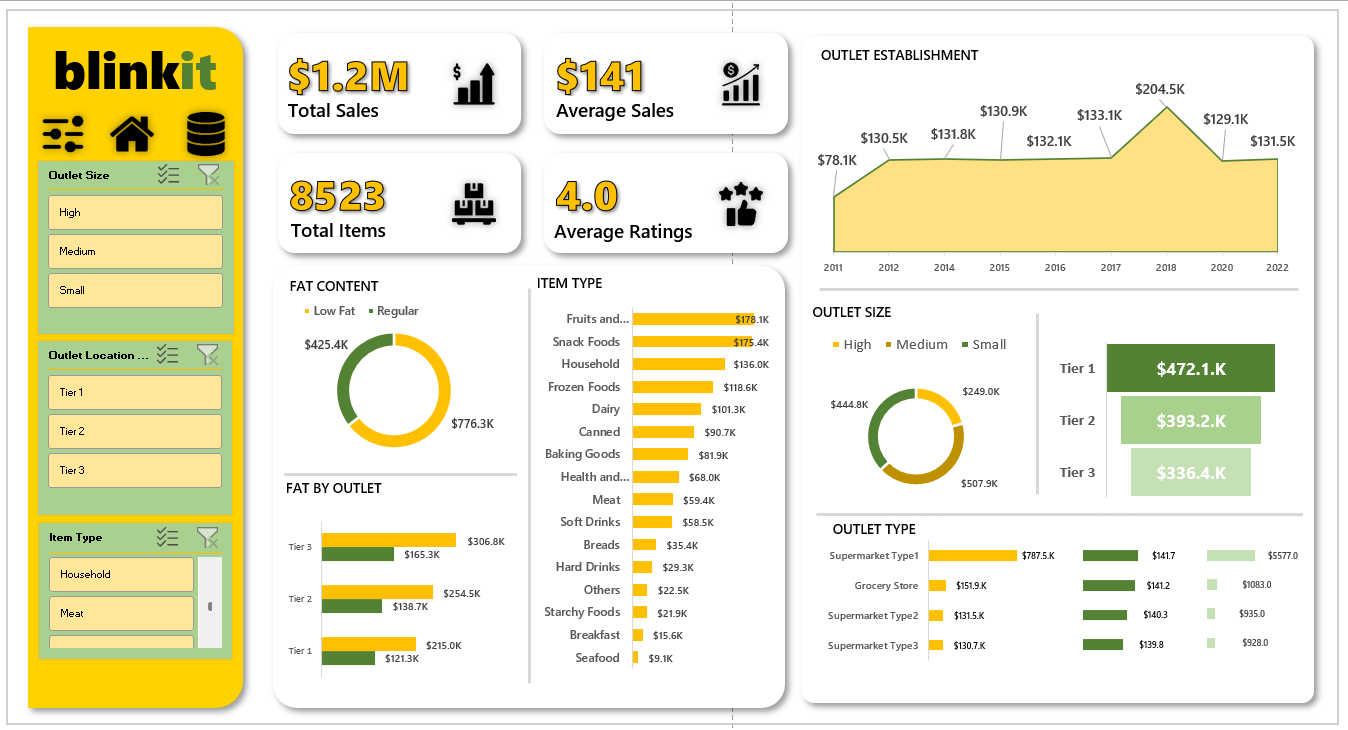 blinkit
Outlet Size
High
Medium
Small
Outlet Location ...
Tier 1
Tier 2
Tier 3
Item Type
Household
Meat
$1.2M
Total Sales
$
$141
Average Sales
$
8523
Total Items
4.0
Average Ratings
FAT CONTENT
Low Fat Regular
$425.4K
$776.3K
FAT BY OUTLET
Tier 3 $306.8K
$165.3K
Tier 2 $254.5K
$138.7K
Tier 1 $215.0K
$121.3K
ITEM TYPE
Fruits and... $178.1K
Snack Foods $175.4K
Household $136.0K
Frozen Foods $118.6K
Dairy $101.3K
Canned $90.7K
Baking Goods $81.9K
Health and... $68.0K
Meat $59.4K
Soft Drinks $58.5K
Breads $35.4K
Hard Drinks $29.3K
Others $22.5K
Starchy Foods $21.9K
Breakfast $15.6K
Seafood $9.1K
OUTLET ESTABLISHMENT
$78.1K $130.5K $131.8K $130.9K $132.1K $133.1K $204.5K $129.1K $131.5K
2011 2012 2014 2015 2016 2017 2018 2020 2022
OUTLET SIZE
High Medium Small
$444.8K $249.0K
$507.9K
Tier 1 $472.1.K
Tier 2 $393.2.K
Tier 3 $336.4.K
OUTLET TYPE
Supermarket Type1 $787.5.K $141.7 $5577.0
Grocery Store $151.9.K $141.2 $1083.0
Supermarket Type2 $131.5.K $140.3 $935.0
Supermarket Type3 $130.7.K $139.8 $928.0